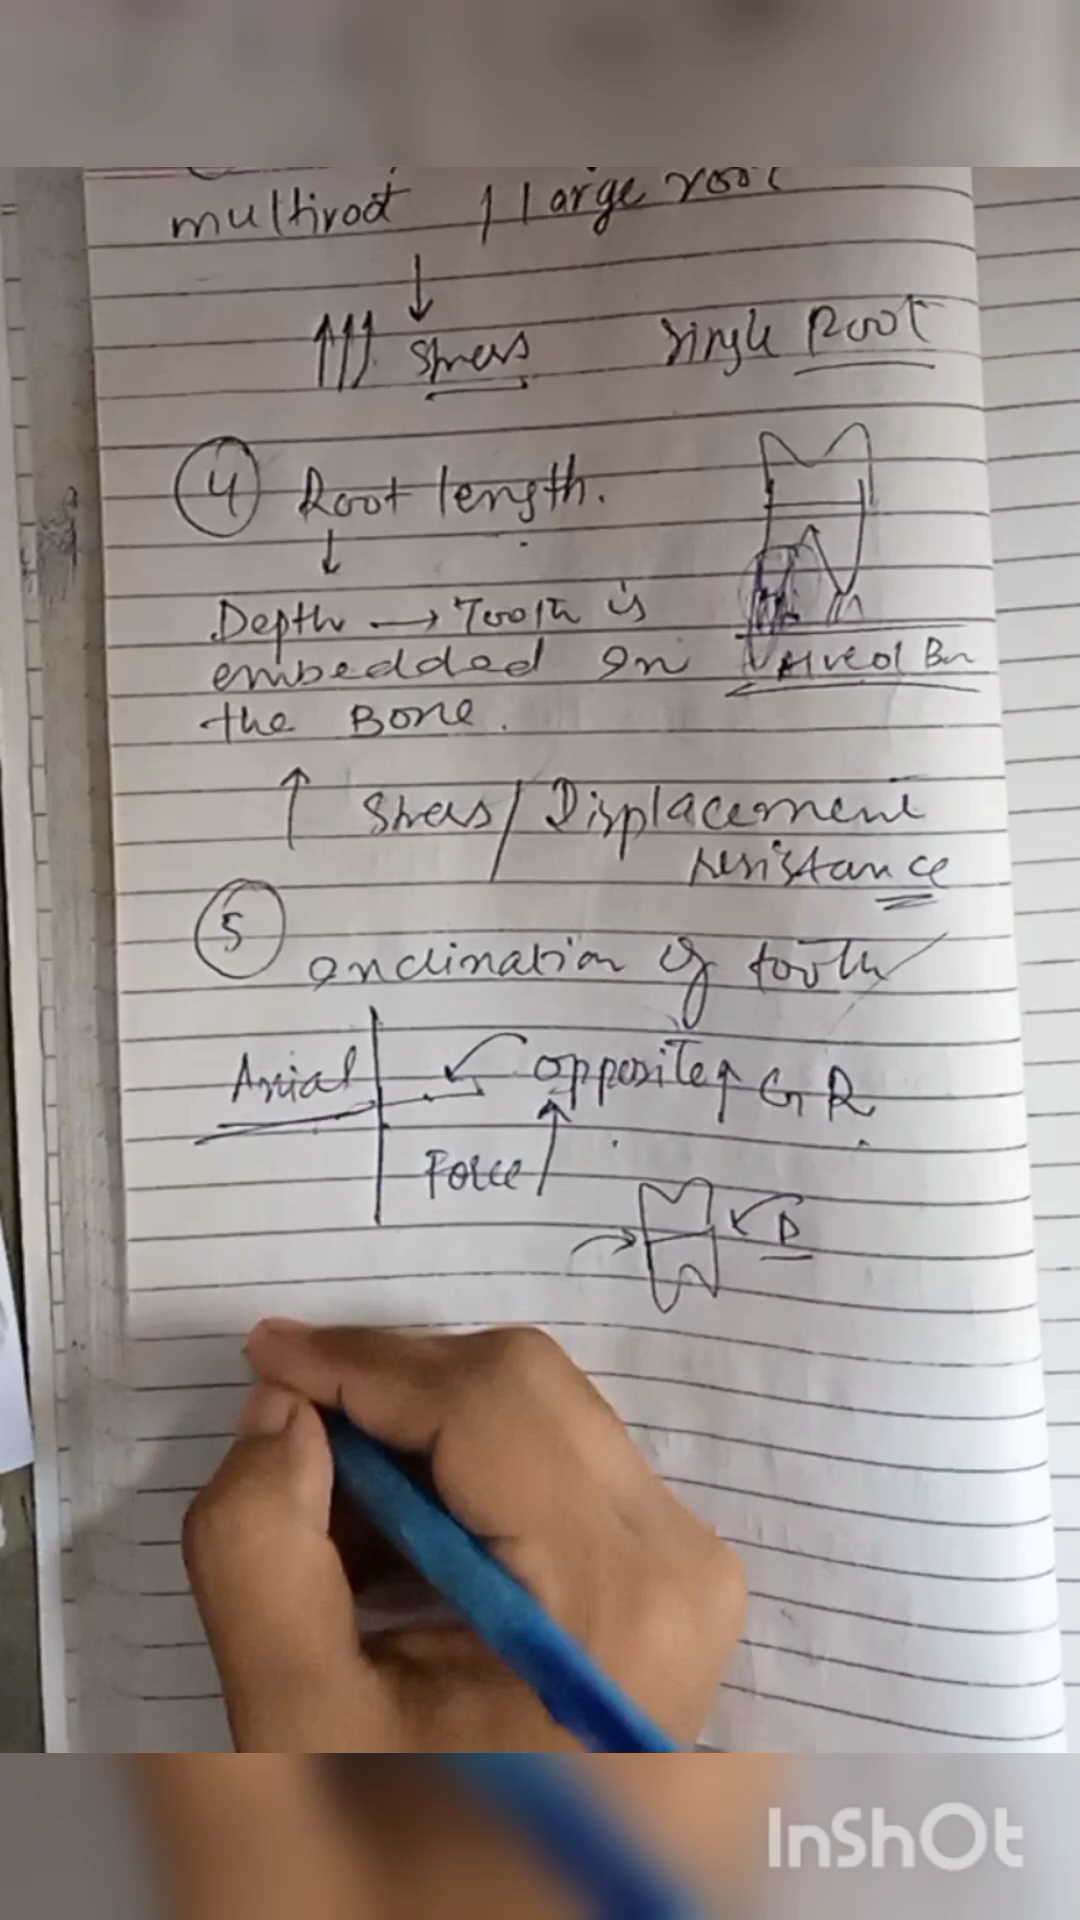 multiroot / large root
↓
↑↑↑ Stress single Root
4 Root length.
↓
Depth → Tooth is
embedded in Alveol Bn
the Bone.
↑ Stress / Displacement
resistance
5
inclination of tooth
Axial opposite GR
Force ↑
D
InShOt